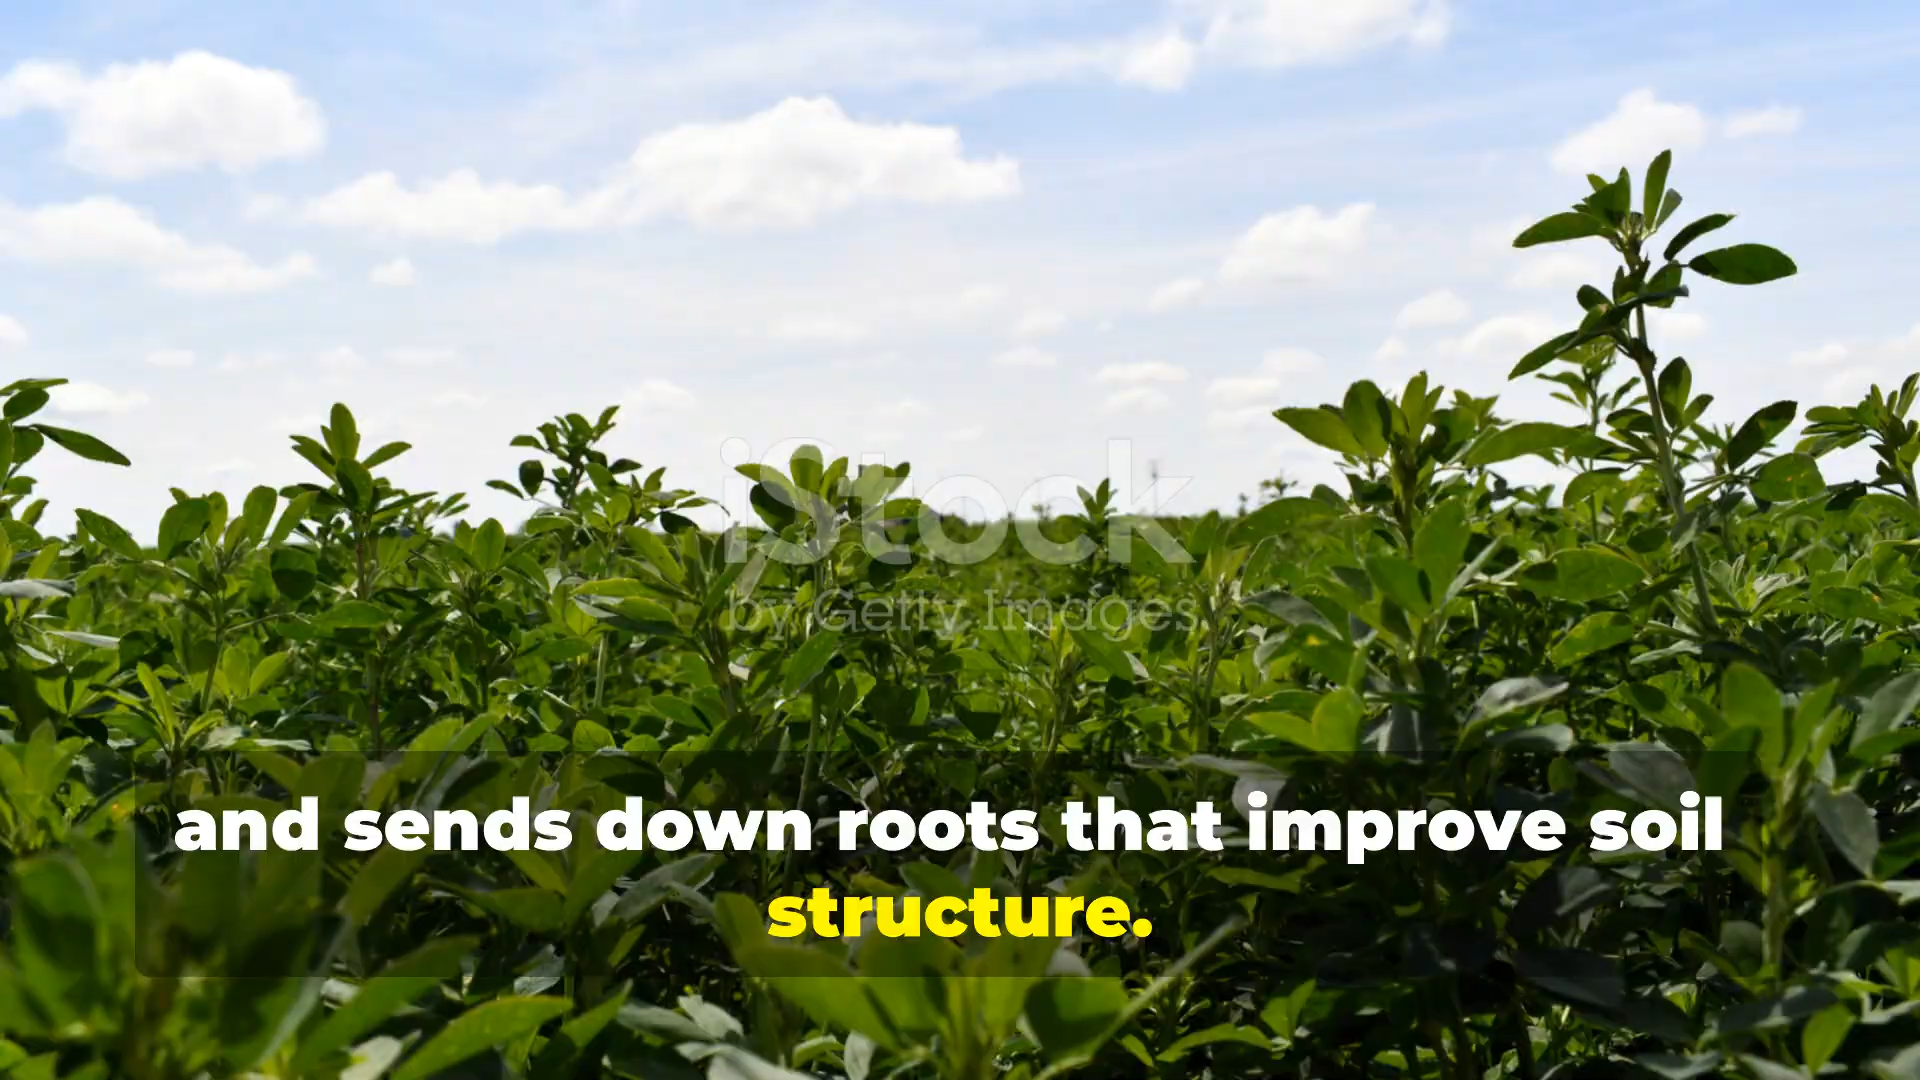 iStock
by Getty Images
and sends down roots that improve soil
structure.